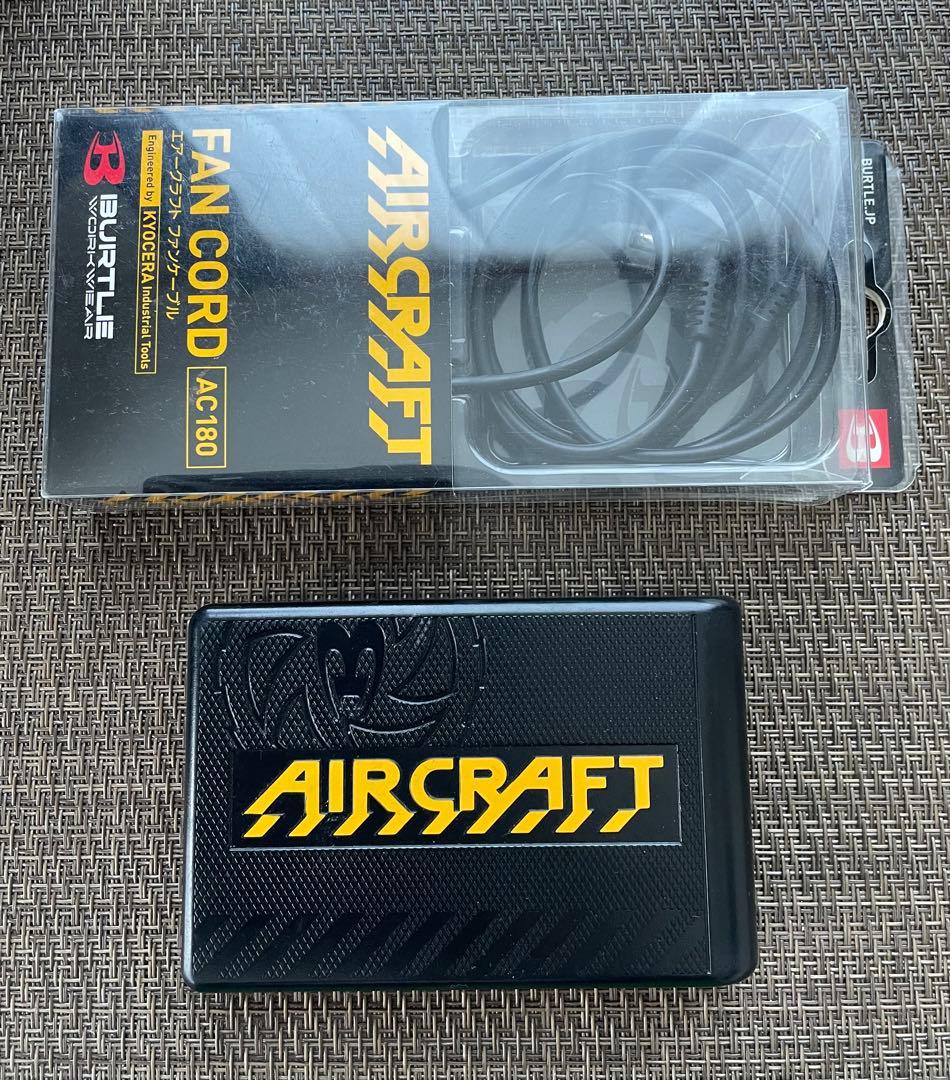 AIRCRAFT
FAN CORD AC180
エアークラフト ファンケーブル
Engineered by KYOCERA Industrial Tools
BURTLE
WORKWEAR
BURTLE.JP
AIRCRAFT